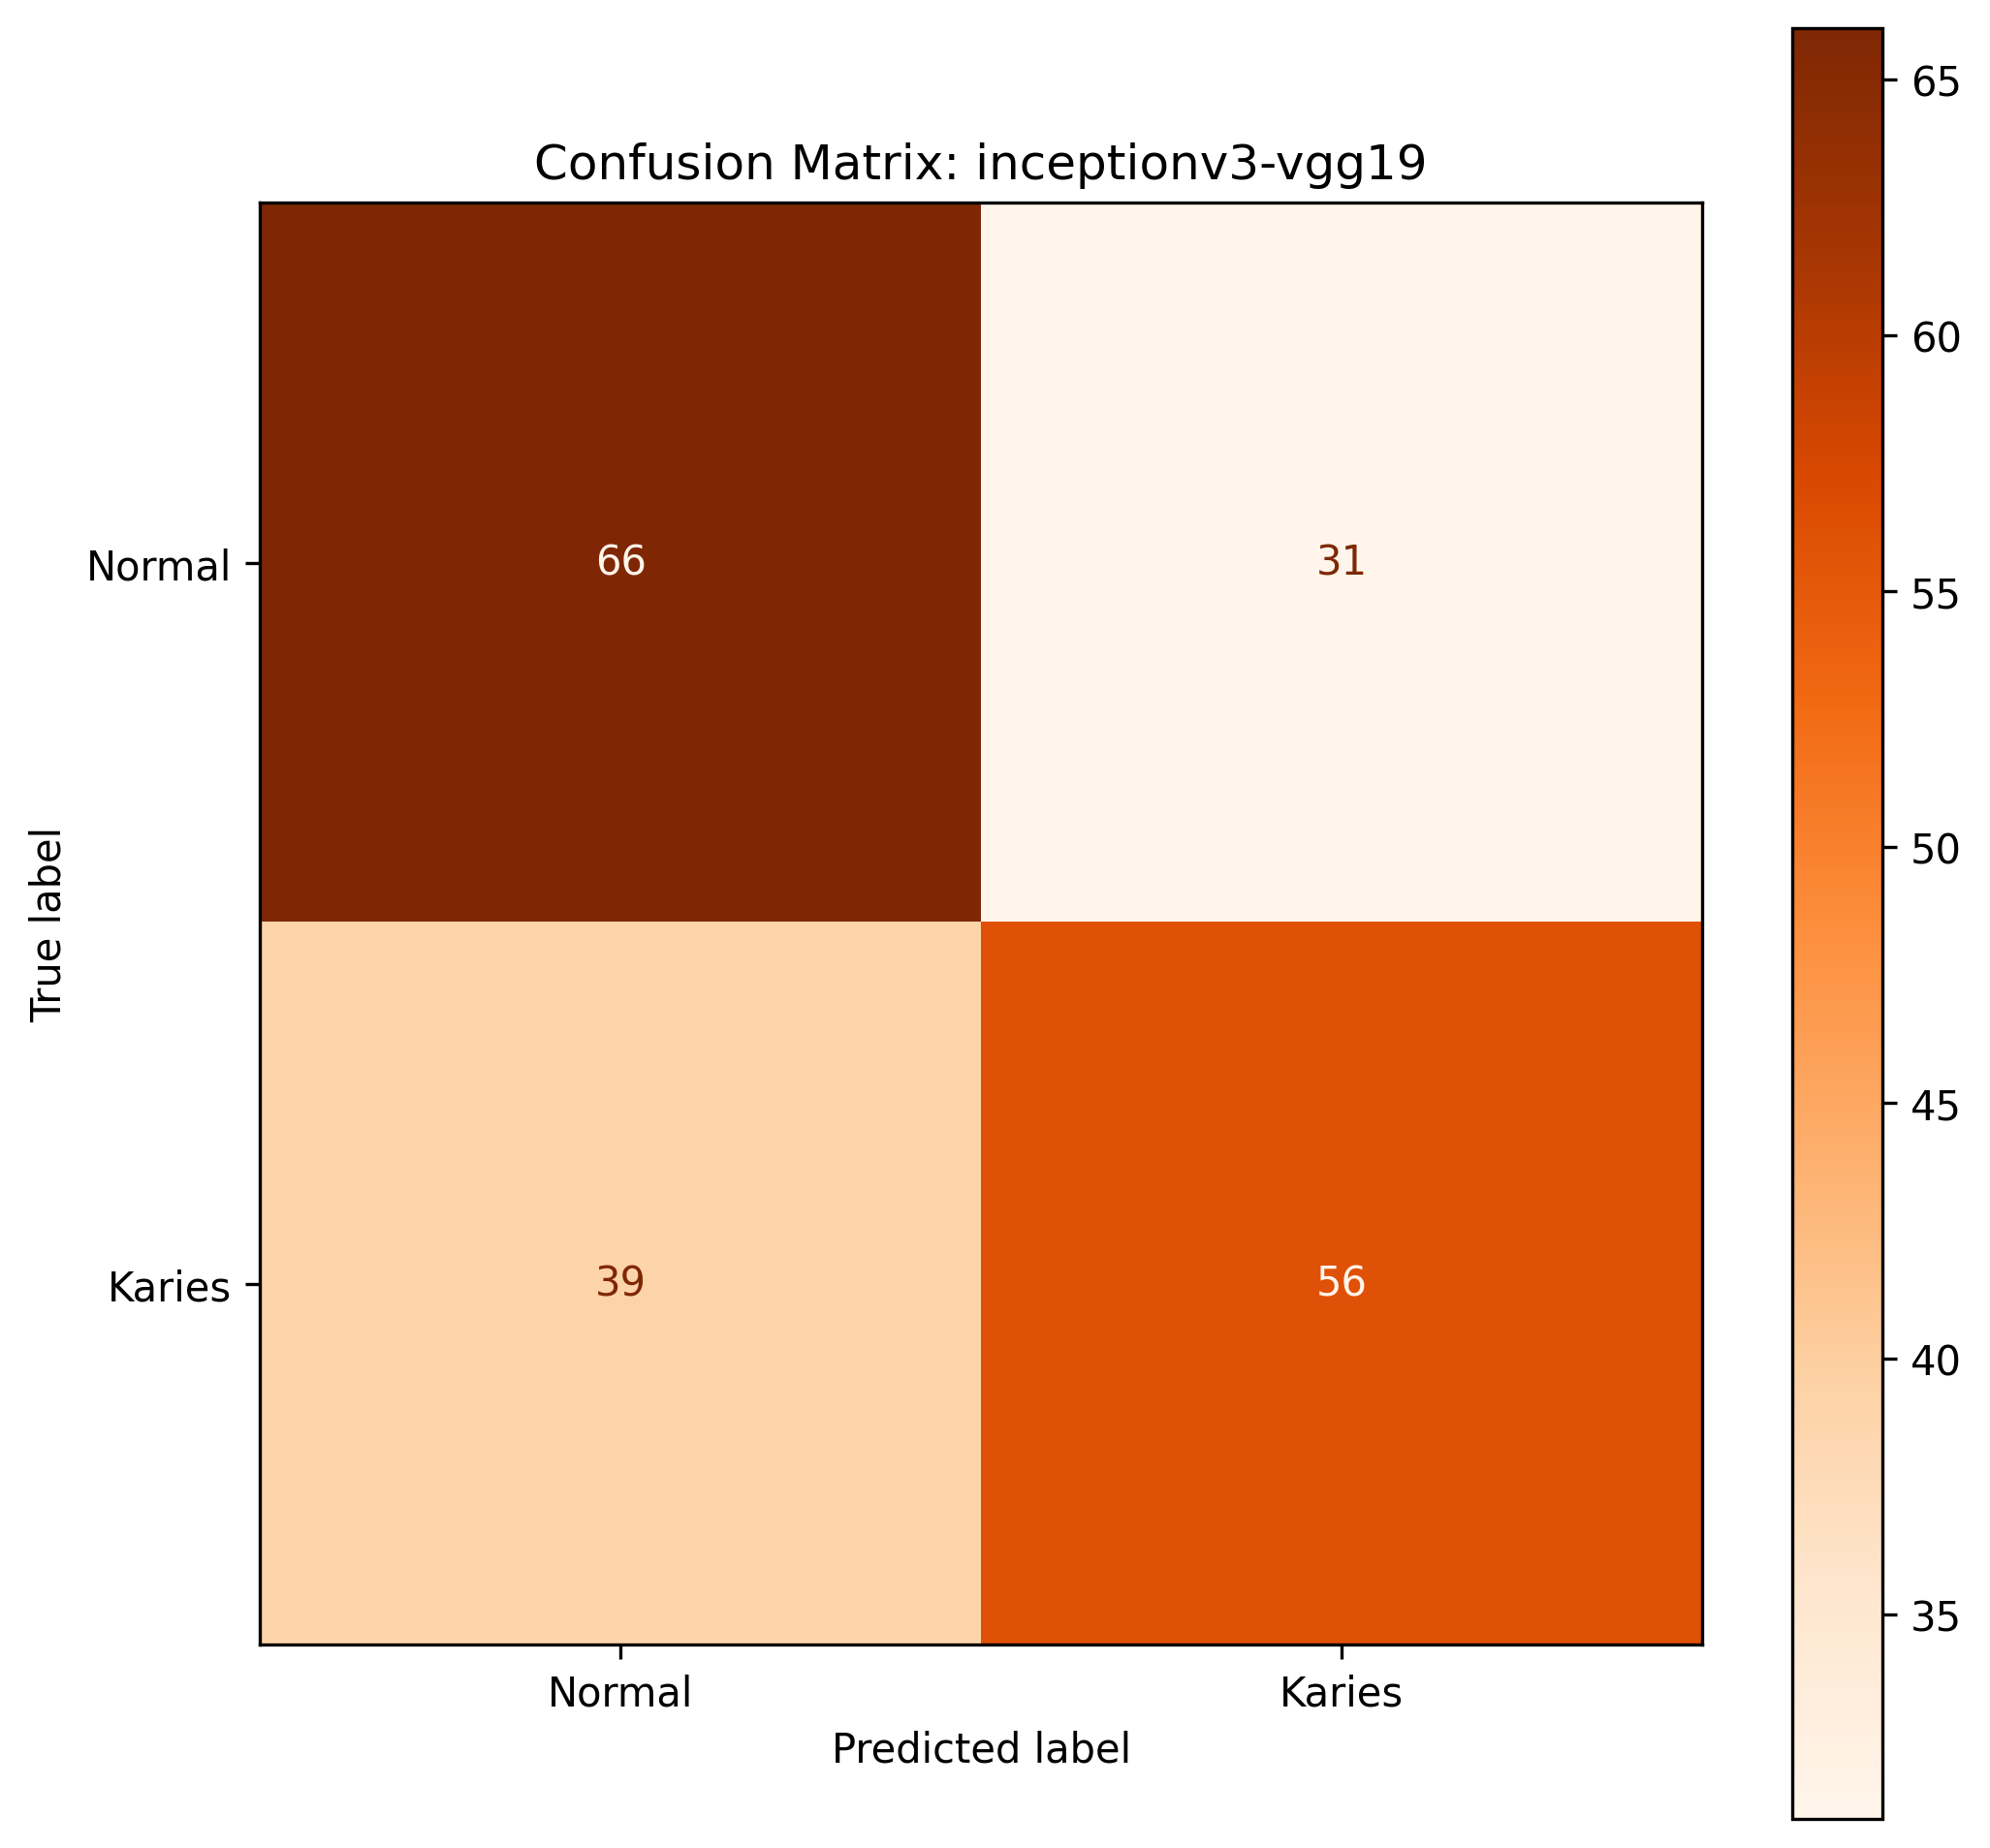 Confusion Matrix: inceptionv3-vgg19
65
60
55
50
45
40
35
True label
Normal
66
31
Karies
39
56
Normal
Karies
Predicted label